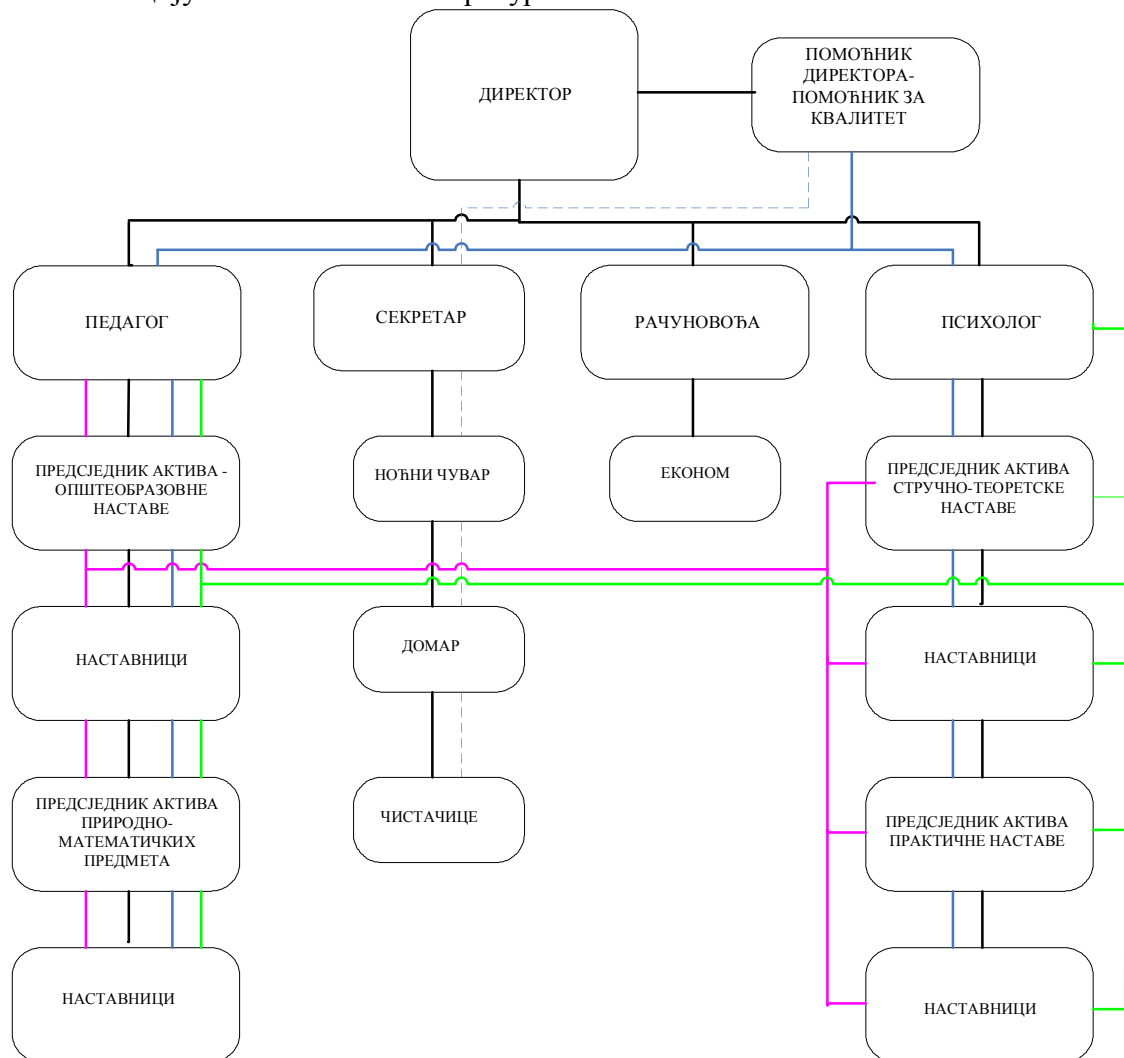 ДИРЕКТОР
ПОМОЋНИК
ДИРЕКТОРА-
ПОМОЋНИК ЗА
КВАЛИТЕТ
ПЕДАГОГ
СЕКРЕТАР
РАЧУНОВОЂА
ПСИХОЛОГ
ПРЕДСЈЕДНИК АКТИВА -
ОПШТЕОБРАЗОВНЕ
НАСТАВЕ
НОЋНИ ЧУВАР
ЕКОНОМ
ПРЕДСЈЕДНИК АКТИВА
СТРУЧНО-ТЕОРЕТСКЕ
НАСТАВЕ
НАСТАВНИЦИ
ДОМАР
НАСТАВНИЦИ
ПРЕДСЈЕДНИК АКТИВА
ПРИРОДНО-
МАТЕМАТИЧКИХ
ПРЕДМЕТА
ЧИСТАЧИЦЕ
ПРЕДСЈЕДНИК АКТИВА
ПРАКТИЧНЕ НАСТАВЕ
НАСТАВНИЦИ
НАСТАВНИЦИ